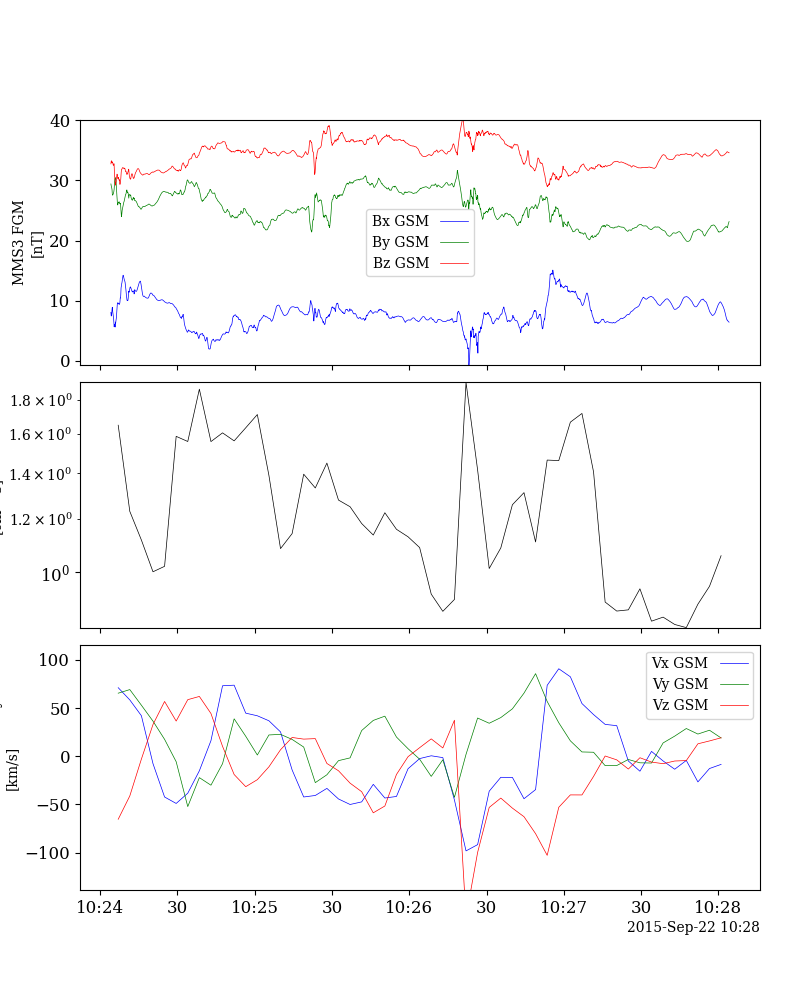 40
30
20
10
0
MMS3 FGM
[nT]
Bx GSM
By GSM
Bz GSM
1.8 × 10⁰
1.6 × 10⁰
1.4 × 10⁰
1.2 × 10⁰
10⁰
100
50
0
−50
−100
[km/s]
Vx GSM
Vy GSM
Vz GSM
10:24 30 10:25 30 10:26 30 10:27 30 10:28
2015-Sep-22 10:28